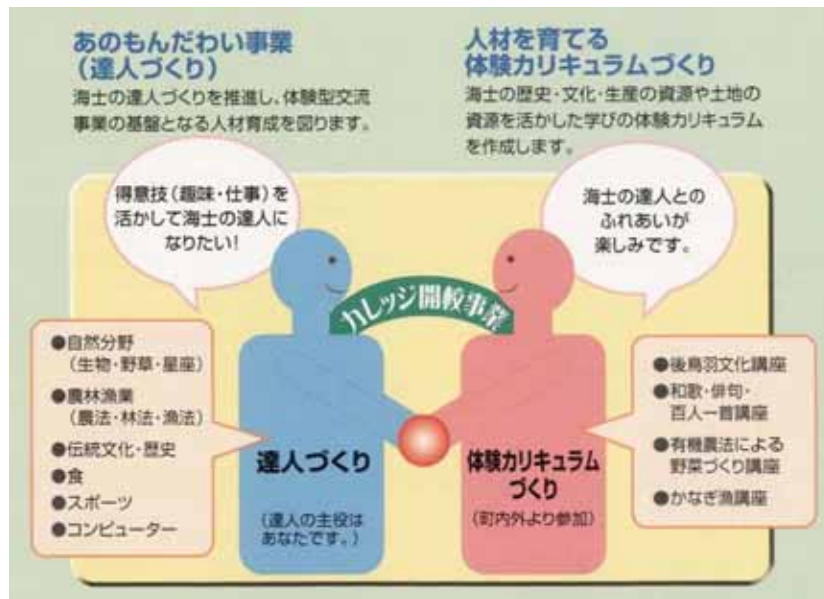 あのもんだわい事業
(達人づくり)
海士の達人づくりを推進し、体験型交流
事業の基盤となる人材育成を図ります。
人材を育てる
体験カリキュラムづくり
海士の歴史・文化・生産の資源や土地の
資源を活かした学びの体験カリキュラム
を作成します。
得意技(趣味・仕事)を
活かして海士の達人に
なりたい!
海士の達人との
ふれあいが
楽しみです。
カレッジ開校事業
●自然分野
(生物・野草・星座)
●農林漁業
(農法・林法・漁法)
●伝統文化・歴史
●食
●スポーツ
●コンピューター
達人づくり
(達人の主役は
あなたです。)
体験カリキュラム
づくり
(町内外より参加)
●後鳥羽文化講座
●和歌・俳句・
百人一首講座
●有機農法による
野菜づくり講座
●かなぎ漁講座